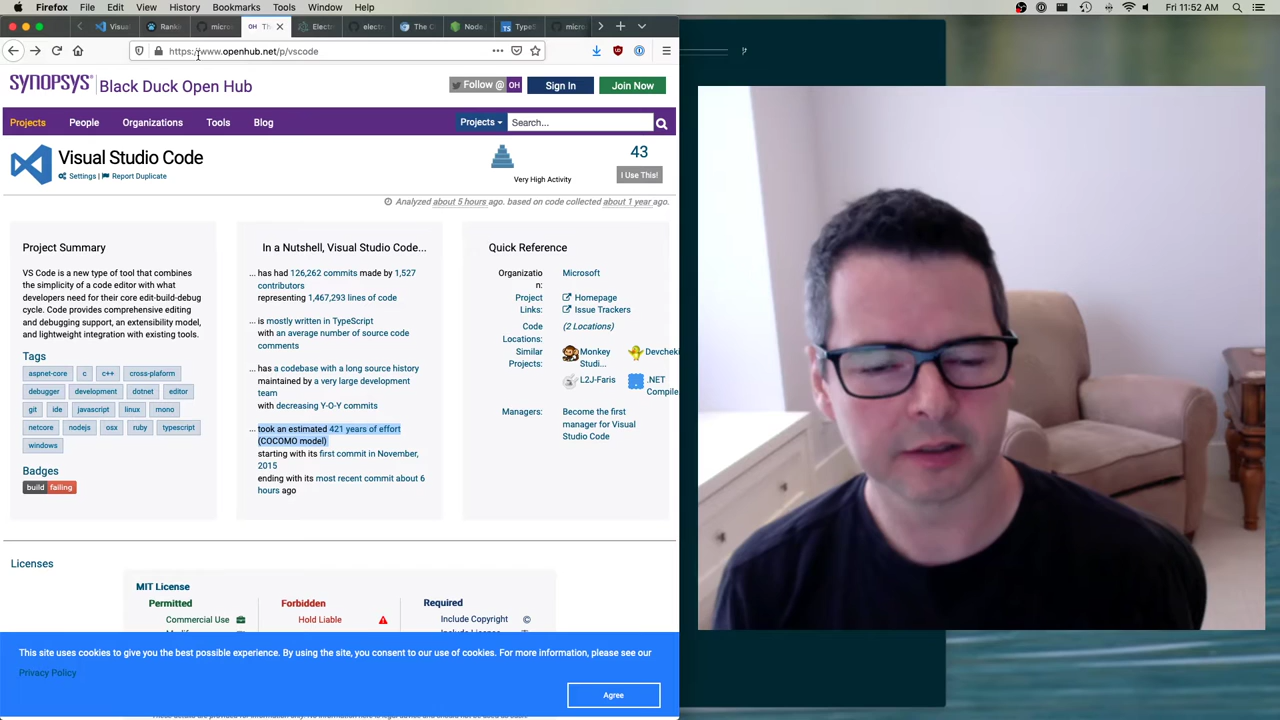 Firefox File Edit View History Bookmarks Tools Window Help
Fri 11:52 AM
Visual Ranki micros OH Th Electr electr The C Node TypeS micro
https://www.openhub.net/p/vscode
SYNOPSYS Black Duck Open Hub
Follow @ OH Sign In Join Now
Projects People Organizations Tools Blog Projects Search...
Visual Studio Code
43
Settings | Report Duplicate
Very High Activity
I Use This!
Analyzed about 5 hours ago. based on code collected about 1 year ago.
Project Summary
VS Code is a new type of tool that combines
the simplicity of a code editor with what
developers need for their core edit-build-debug
cycle. Code provides comprehensive editing
and debugging support, an extensibility model,
and lightweight integration with existing tools.
Tags
aspnet-core c c++ cross-plaform
debugger development dotnet editor
git ide javascript linux mono
netcore nodejs osx ruby typescript
windows
Badges
build failing
In a Nutshell, Visual Studio Code...
... has had 126,262 commits made by 1,527
contributors
representing 1,467,293 lines of code
... is mostly written in TypeScript
with an average number of source code
comments
... has a codebase with a long source history
maintained by a very large development
team
with decreasing Y-O-Y commits
... took an estimated 421 years of effort
(COCOMO model)
starting with its first commit in November,
2015
ending with its most recent commit about 6
hours ago
Quick Reference
Organizatio
n:
Microsoft
Project
Links:
Homepage
Issue Trackers
Code
Locations:
(2 Locations)
Similar
Projects:
Monkey
Studi...
Devcheki
L2J-Faris
.NET
Compile
Managers:
Become the first
manager for Visual
Studio Code
Licenses
MIT License
Permitted
Commercial Use
Forbidden
Hold Liable
Required
Include Copyright
This site uses cookies to give you the best possible experience. By using the site, you consent to our use of cookies. For more information, please see our
Privacy Policy
Agree